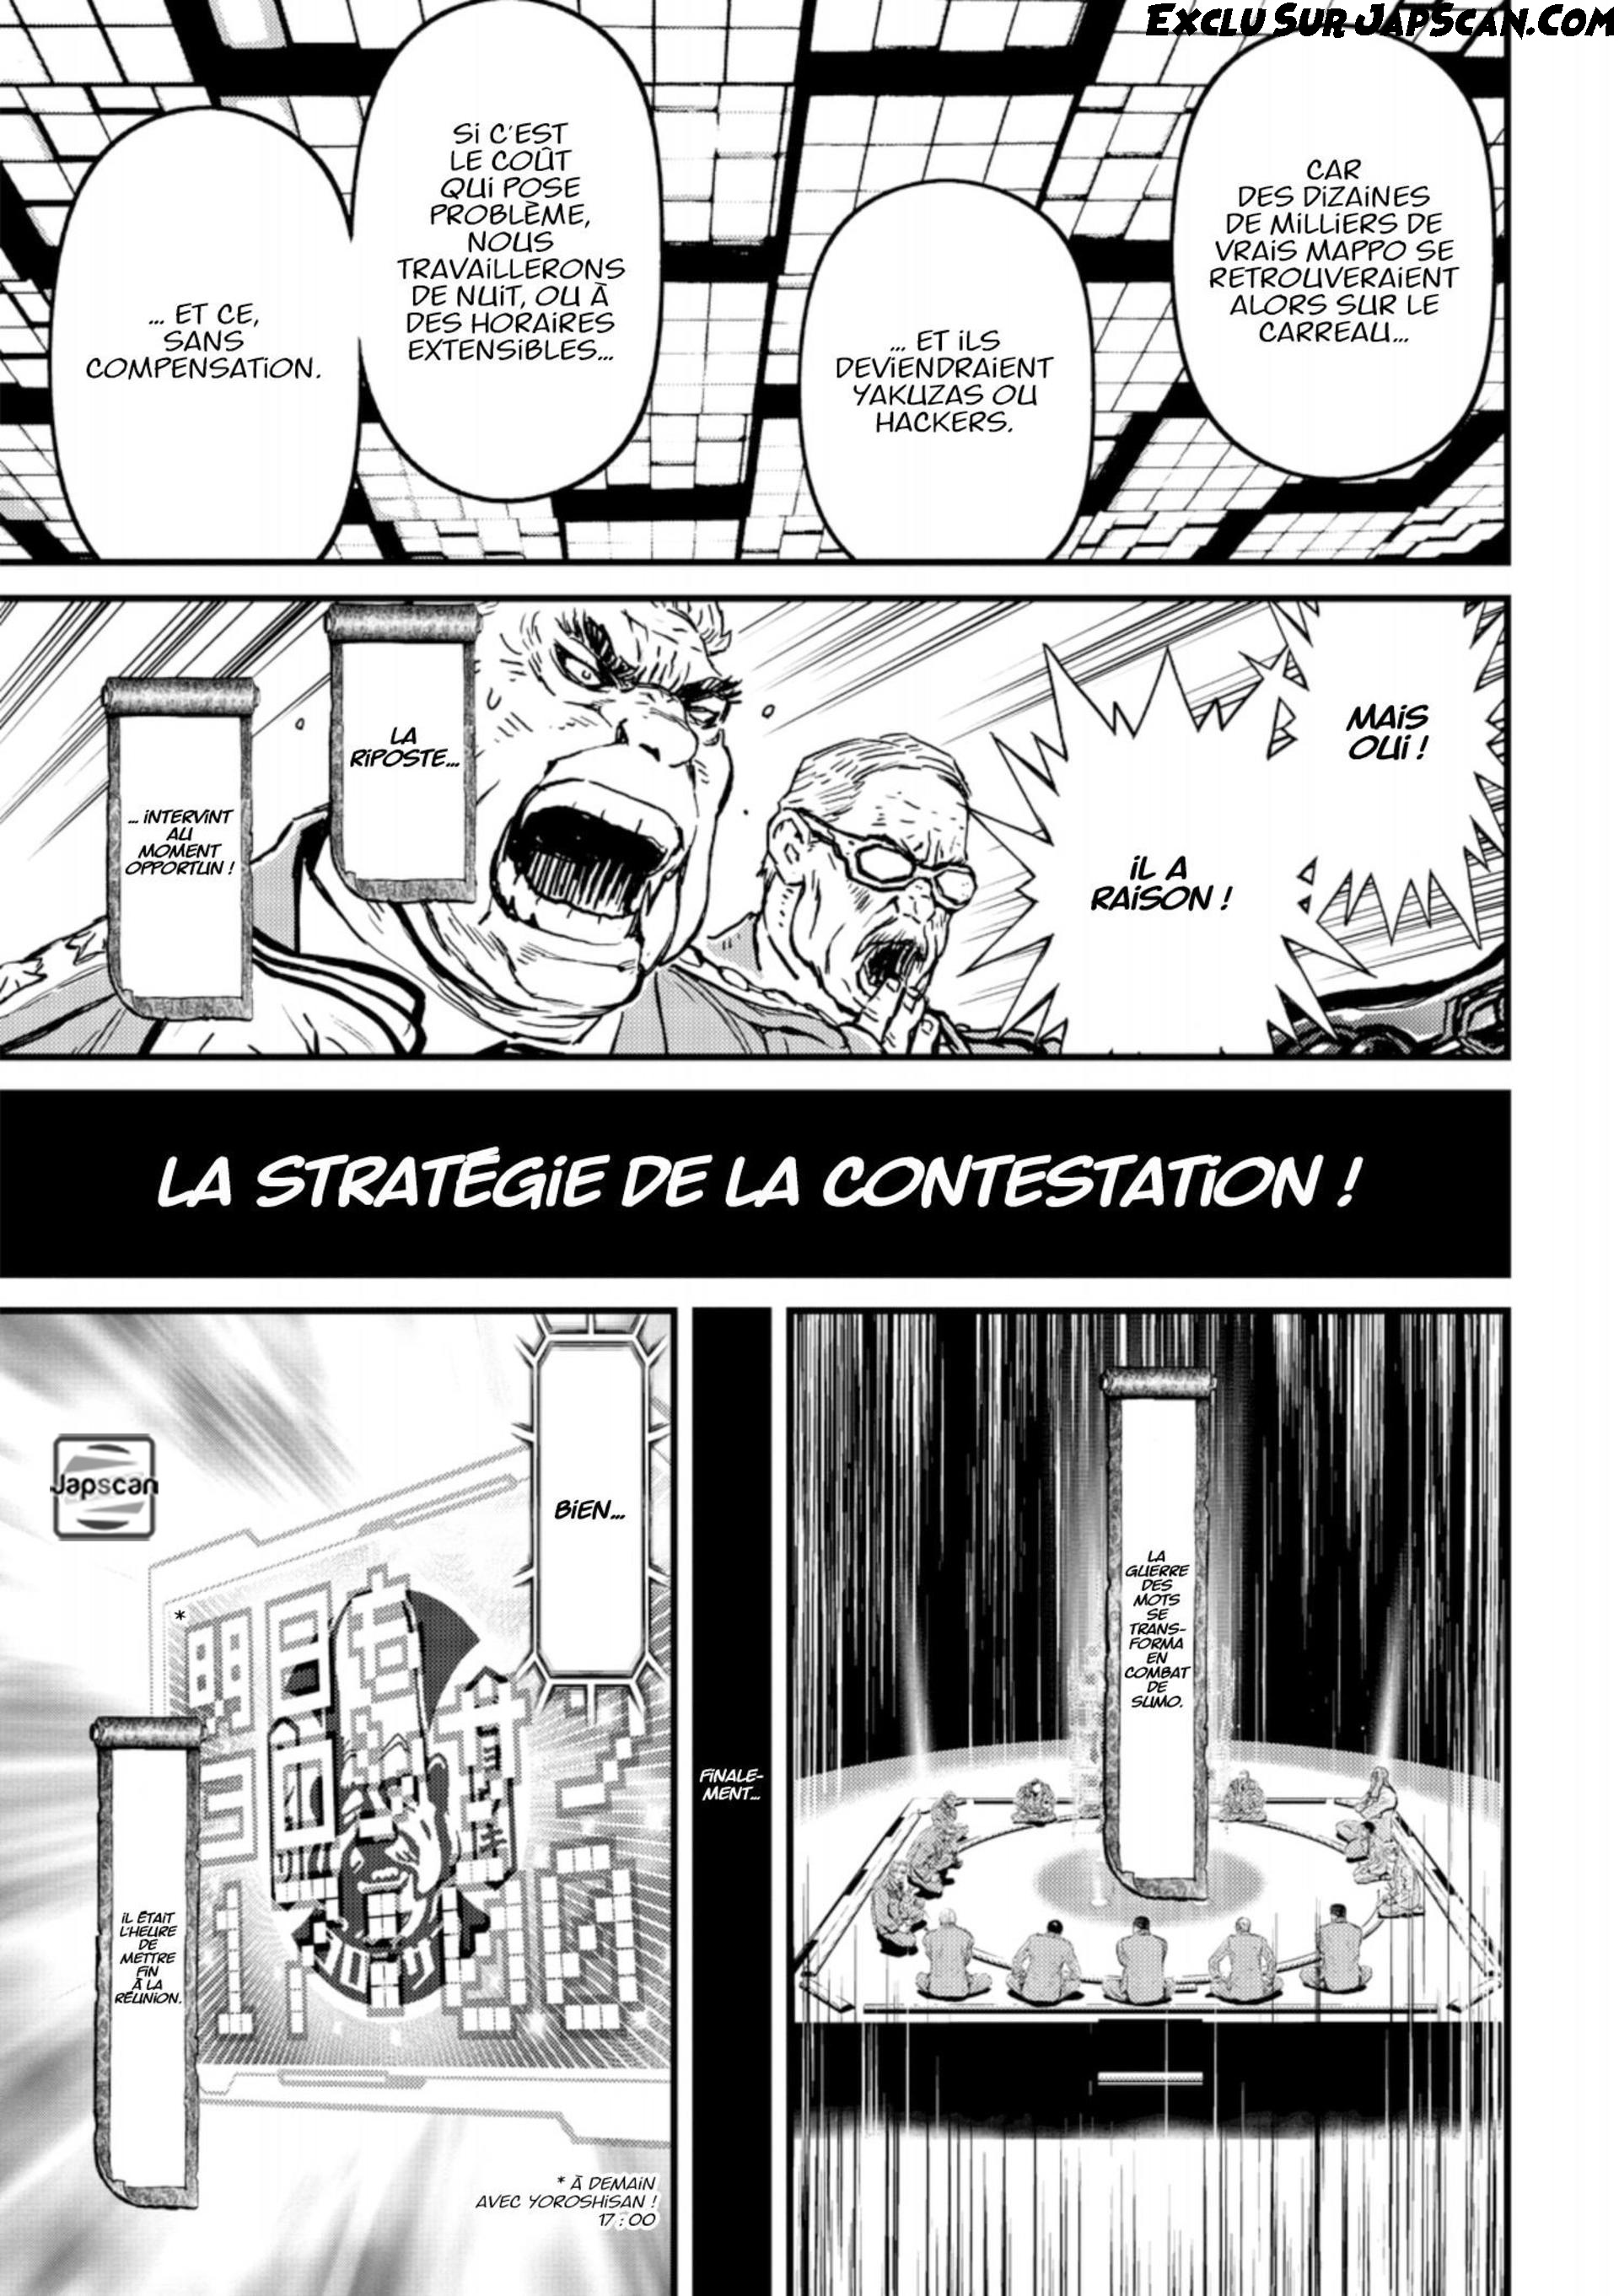 EXCLU SUR JAPSCAN.COM
CAR
DES DIZAINES
DE MILLIERS DE
VRAIS MAPPO SE
RETROUVERAIENT
ALORS SUR LE
CARREAU...
... ET ILS
DEVIENDRAIENT
YAKUZAS OU
HACKERS.
SI C'EST
LE COÛT
QUI POSE
PROBLÈME,
NOUS
TRAVAILLERONS
DE NUIT, OU À
DES HORAIRES
EXTENSIBLES...
... ET CE,
SANS
COMPENSATION.
MAIS
OUI !
IL A
RAISON !
LA
RIPOSTE...
... INTERVINT
AU
MOMENT
OPPORTUN !
LA STRATÉGIE DE LA CONTESTATION !
LA
GUERRE
DES
MOTS
SE
TRANS-
FORMA
EN
COMBAT
DE
SUMO.
FINALE-
MENT...
BIEN...
Japscan
*
明日
IL ÉTAIT
L'HEURE
DE
METTRE
FIN
À LA
RÉUNION.
* À DEMAIN
AVEC YOROSHISAN !
17 : 00